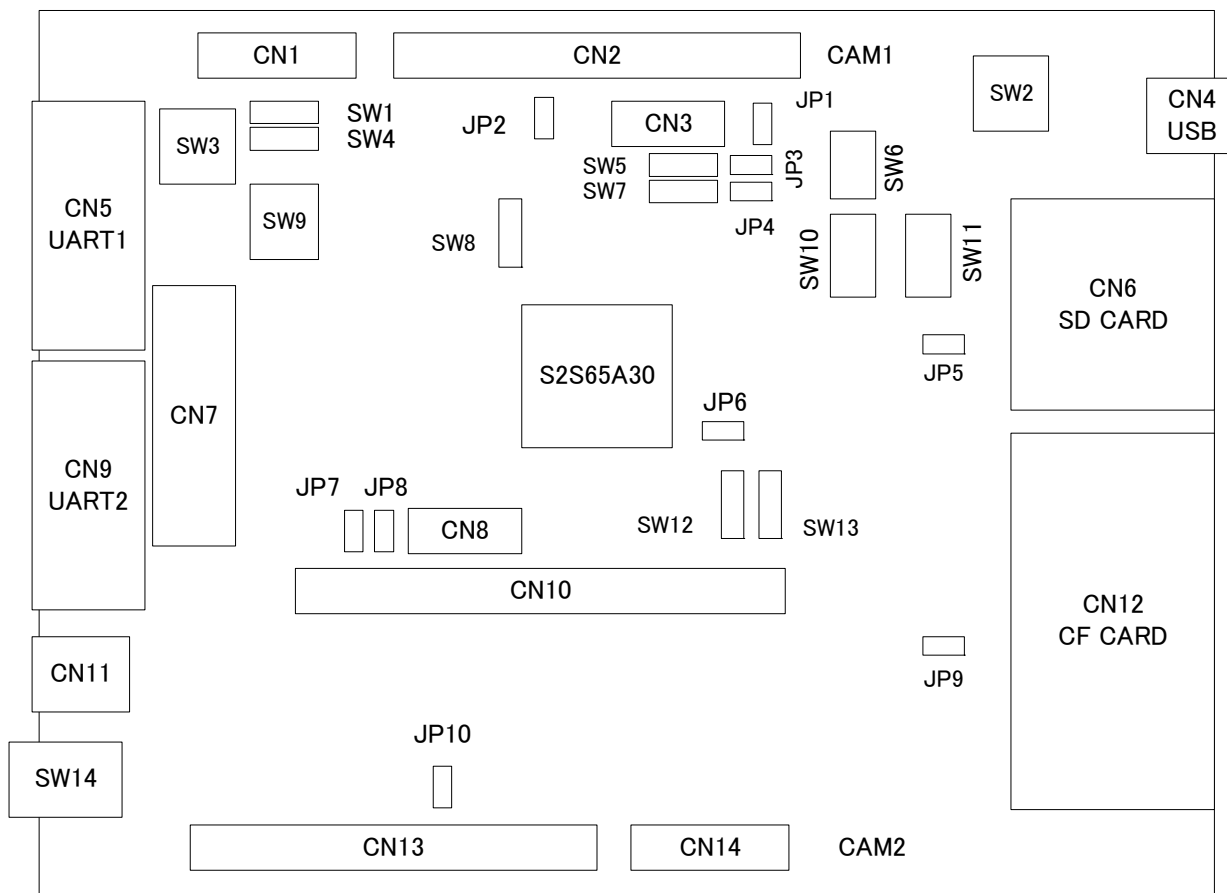 CN1
CN2
CAM1
SW2
CN4
USB
SW1
SW4
SW3
JP2
CN3
JP1
SW5
SW7
JP3
JP4
SW6
CN5
UART1
SW9
SW8
SW10
SW11
CN6
SD CARD
S2S65A30
JP5
CN7
JP6
CN9
UART2
JP7
JP8
CN8
SW12
SW13
CN10
CN12
CF CARD
CN11
JP9
JP10
SW14
CN13
CN14
CAM2